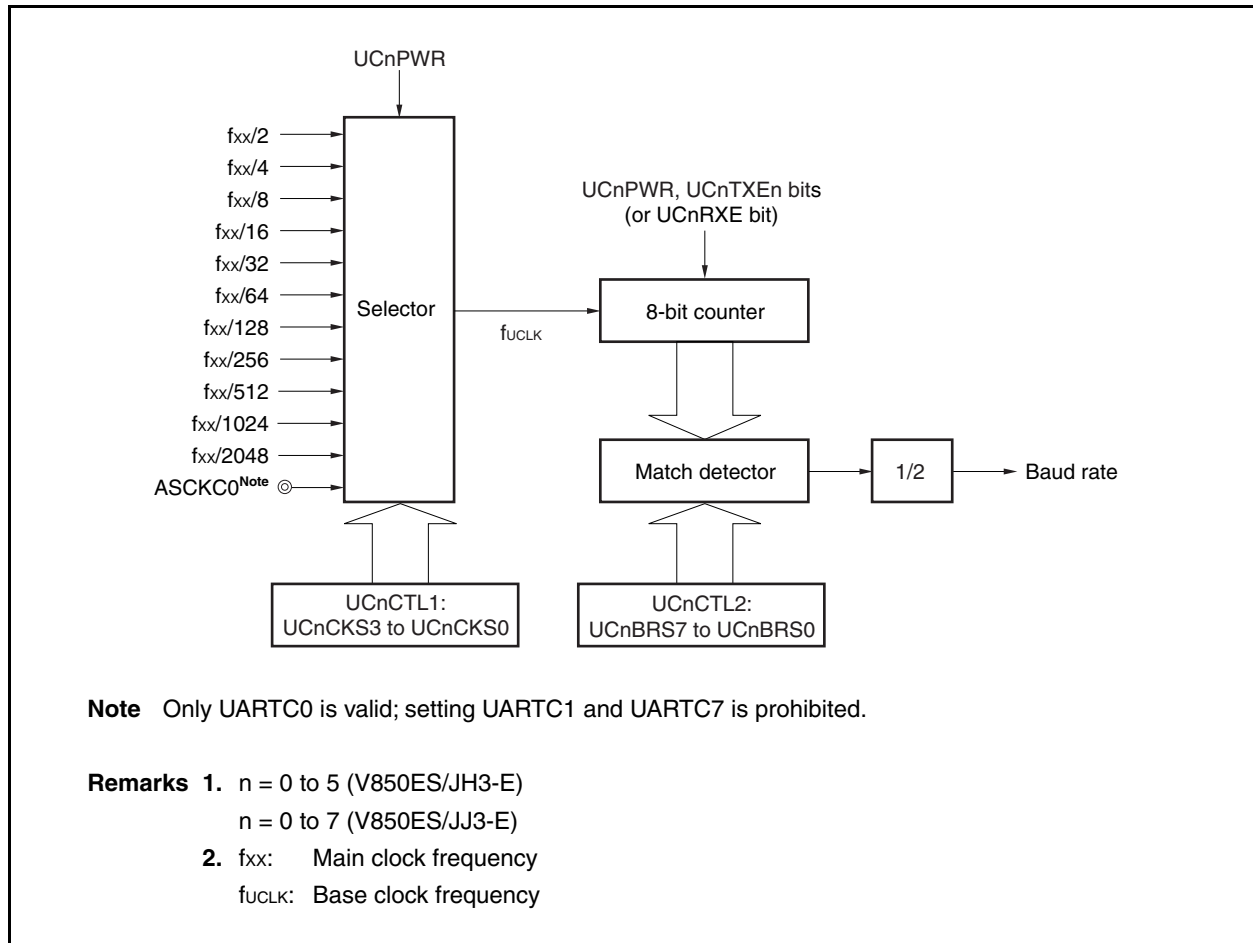 UCnPWR
fxx/2
fxx/4
fxx/8
fxx/16
fxx/32
fxx/64
fxx/128
fxx/256
fxx/512
fxx/1024
fxx/2048
ASCKC0Note
Selector
fUCLK
UCnPWR, UCnTXEn bits
(or UCnRXE bit)
8-bit counter
Match detector
1/2
Baud rate
UCnCTL1:
UCnCKS3 to UCnCKS0
UCnCTL2:
UCnBRS7 to UCnBRS0
Note Only UARTC0 is valid; setting UARTC1 and UARTC7 is prohibited.
Remarks 1. n = 0 to 5 (V850ES/JH3-E)
n = 0 to 7 (V850ES/JJ3-E)
2. fxx: Main clock frequency
fUCLK: Base clock frequency